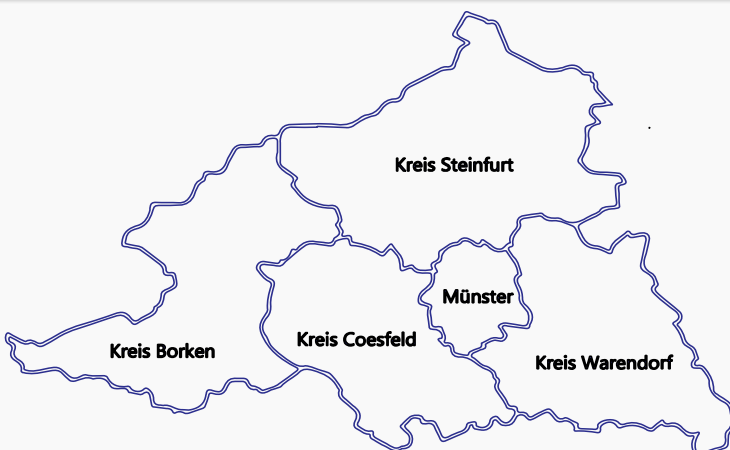 Kreis Steinfurt
Münster
Kreis Coesfeld
Kreis Borken
Kreis Warendorf